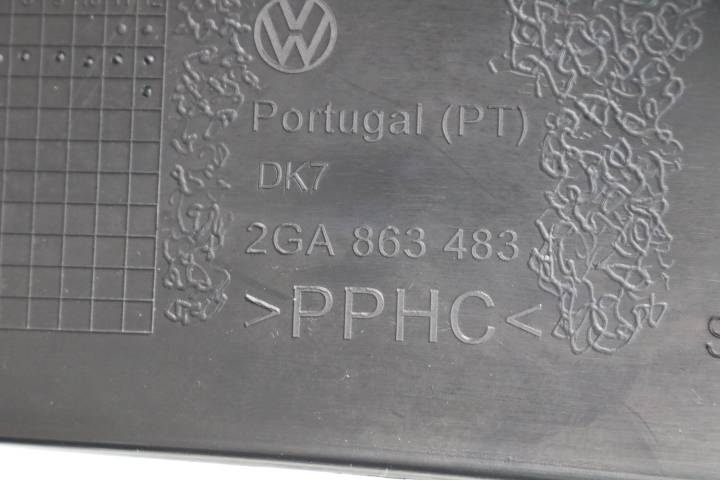 Portugal (PT)
DK7
2GA 863 483
>PPHC<